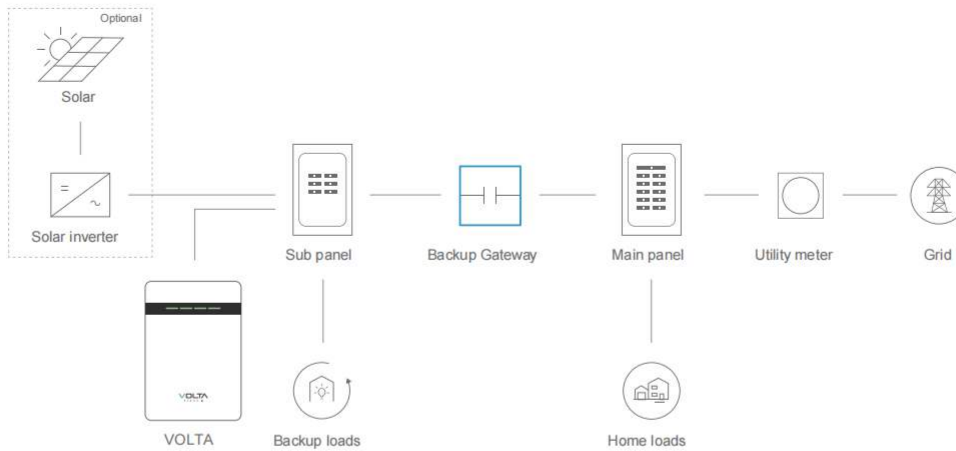 Optional
Solar
Solar inverter
Sub panel
Backup Gateway
Main panel
Utility meter
Grid
VOLTA
VOLTA
Backup loads
Home loads